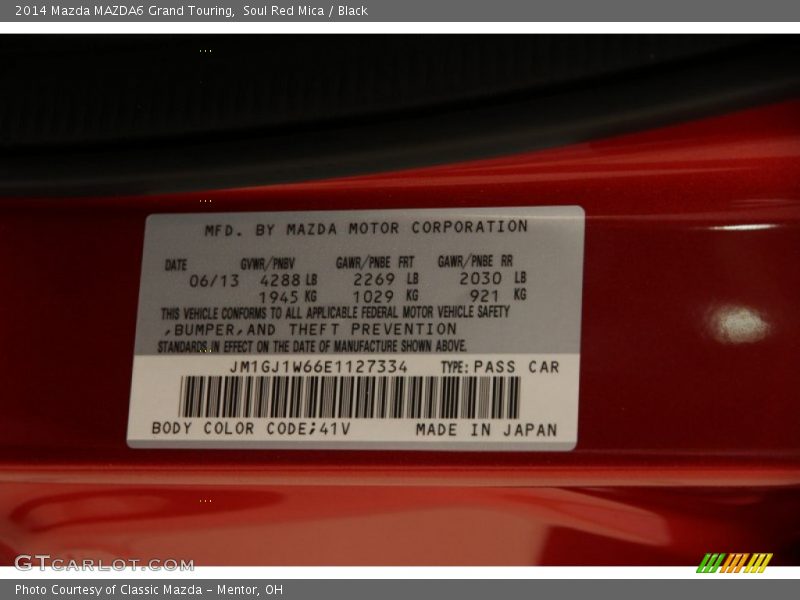 2014 Mazda MAZDA6 Grand Touring, Soul Red Mica / Black
MFD. BY MAZDA MOTOR CORPORATION
DATE GVWR/PNBV GAWR/PNBE FRT GAWR/PNBE RR
06/13 4288 LB 2269 LB 2030 LB
1945 KG 1029 KG 921 KG
THIS VEHICLE CONFORMS TO ALL APPLICABLE FEDERAL MOTOR VEHICLE SAFETY
,BUMPER,AND THEFT PREVENTION
STANDARDS IN EFFECT ON THE DATE OF MANUFACTURE SHOWN ABOVE.
JM1GJ1W66E1127334 TYPE: PASS CAR
BODY COLOR CODE;41V MADE IN JAPAN
GTCARLOT.COM
Photo Courtesy of Classic Mazda - Mentor, OH